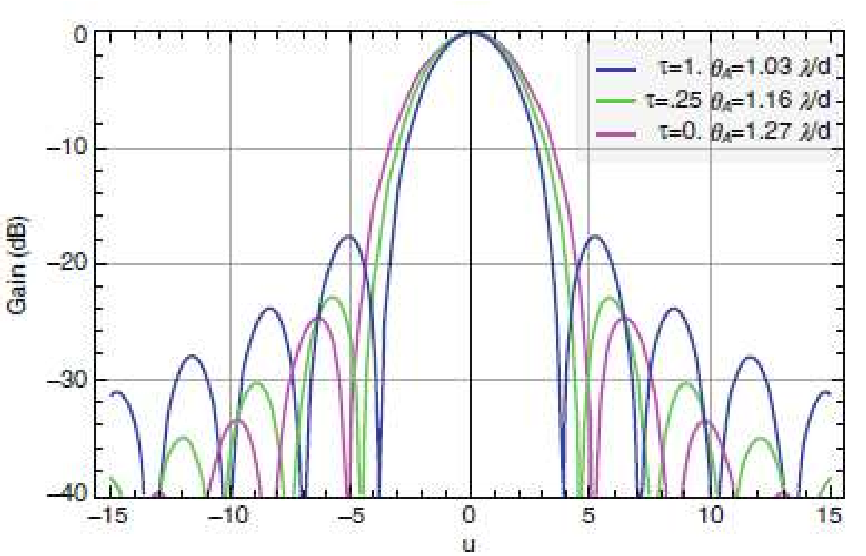 0
–10
–20
–30
–40
Gain (dB)
τ=1. θA=1.03 λ/d
τ=.25 θA=1.16 λ/d
τ=0. θA=1.27 λ/d
–15
–10
–5
0
5
10
15
u